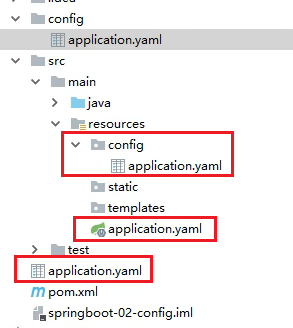 config
application.yaml
src
main
java
resources
config
application.yaml
static
templates
application.yaml
test
application.yaml
pom.xml
springboot-02-config.iml